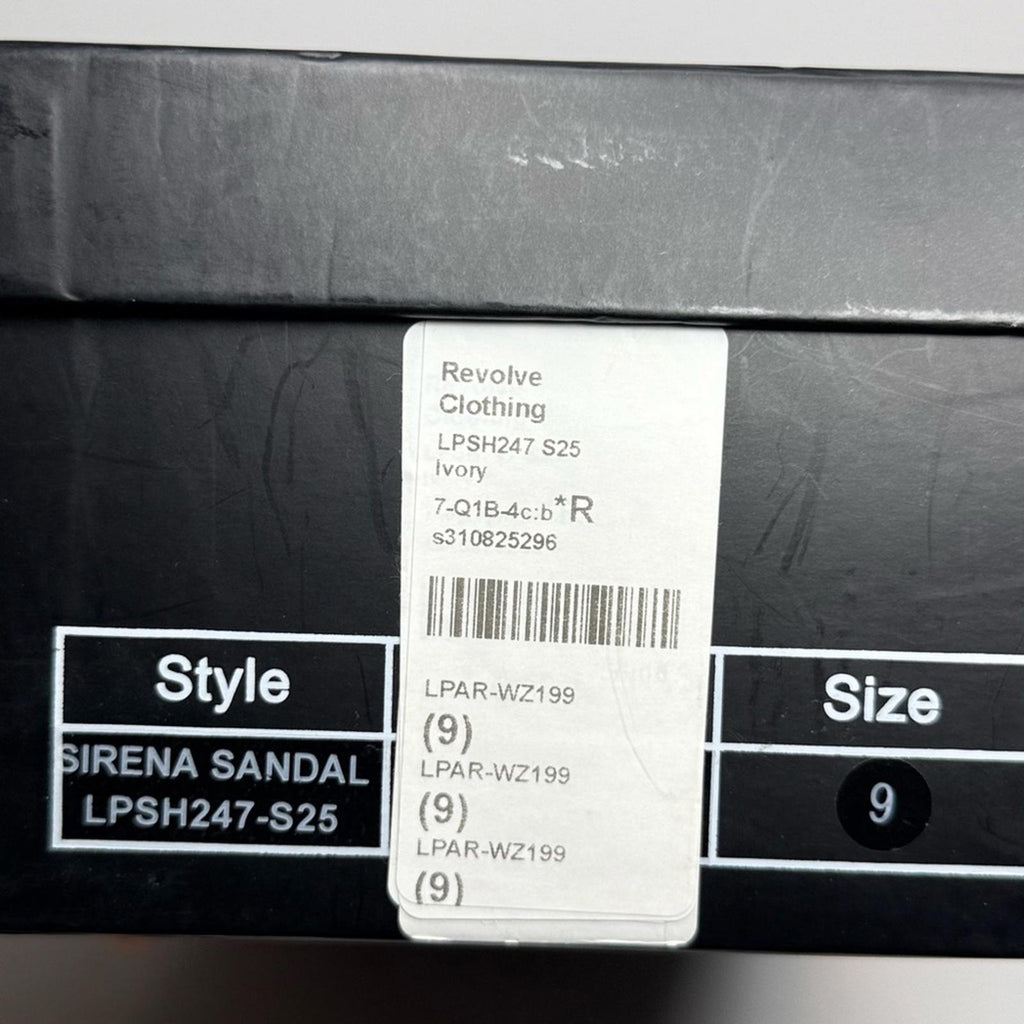 Revolve
Clothing
LPSH247 S25
Ivory
7-Q1B-4c:b*R
s310825296
LPAR-WZ199
(9)
LPAR-WZ199
(9)
LPAR-WZ199
(9)
Style
SIRENA SANDAL
LPSH247-S25
Size
9